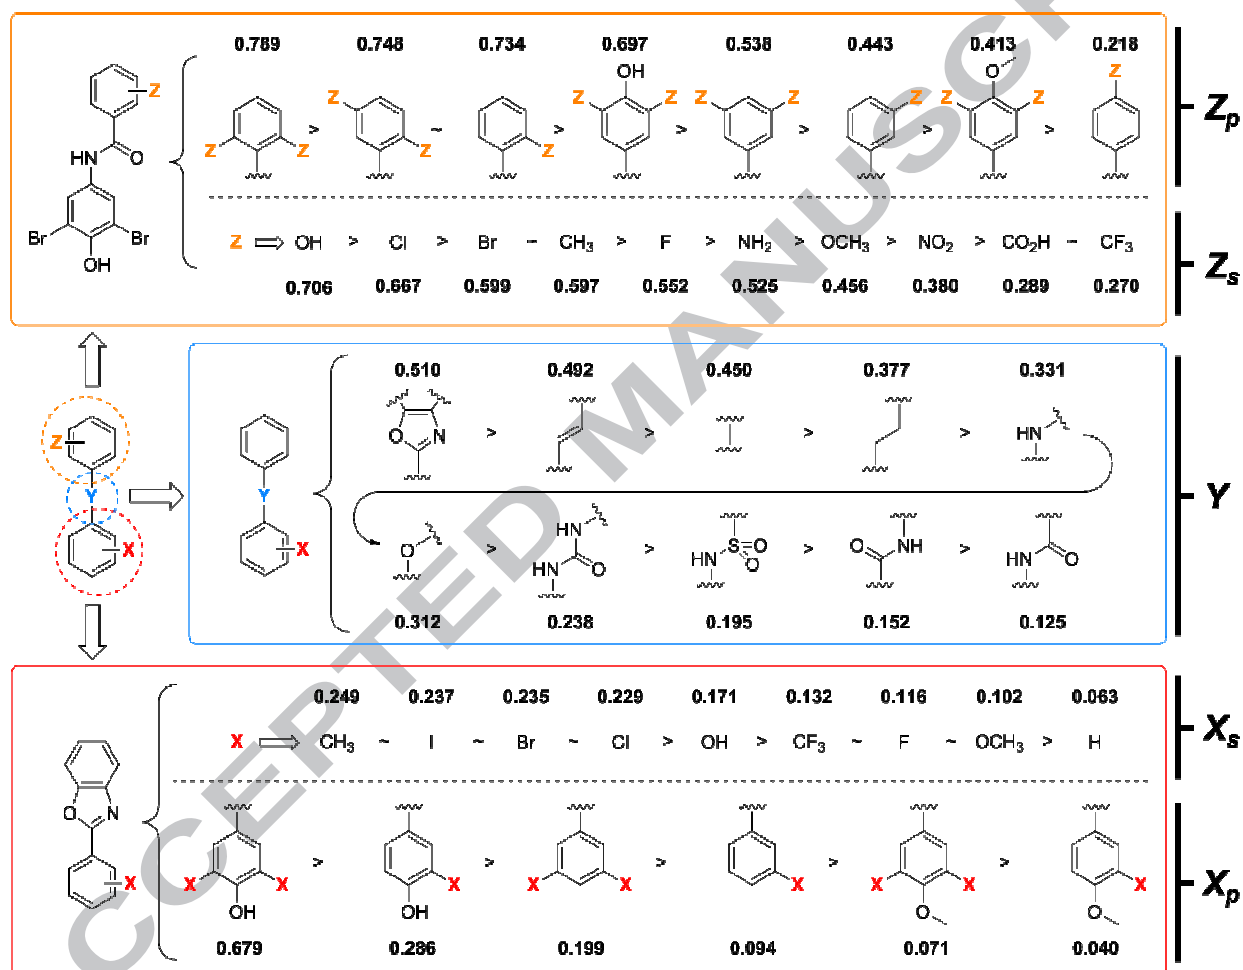 0.789 0.748 0.734 0.697 0.538 0.443 0.413 0.218
OH O Z
Z Z Z Z Z Z Z Z
Z
> ~ > > > > >
Z Z Z Z
HN O
Br Br
OH
Z_p
Z ⇒ OH > Cl > Br ~ CH₃ > F > NH₂ > OCH₃ > NO₂ > CO₂H ~ CF₃
0.706 0.667 0.599 0.597 0.552 0.525 0.456 0.380 0.289 0.270
Z_s
Z
Y
X
0.510 0.492 0.450 0.377 0.331
O N > > > > HN
Y
X
O > HN HN O > HN S O O > O NH > HN O
0.312 0.238 0.195 0.152 0.125
Y
0.249 0.237 0.235 0.229 0.171 0.132 0.116 0.102 0.063
X ⇒ CH₃ ~ I ~ Br ~ Cl > OH > CF₃ ~ F ~ OCH₃ > H
X_s
O N
X
> > > > >
X X X X X X X X X
OH OH O O
0.679 0.286 0.199 0.094 0.071 0.040
X_p
CCEPTED MANUSCR